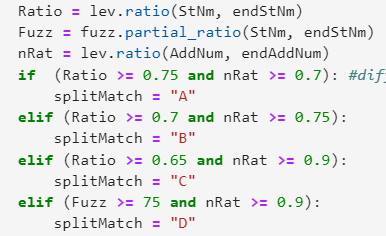 Ratio = lev.ratio(StNm, endStNm)
Fuzz = fuzz.partial_ratio(StNm, endStNm)
nRat = lev.ratio(AddNum, endAddNum)
if  (Ratio >= 0.75 and nRat >= 0.7): #dif
    splitMatch = "A"
elif (Ratio >= 0.7 and nRat >= 0.75):
    splitMatch = "B"
elif (Ratio >= 0.65 and nRat >= 0.9):
    splitMatch = "C"
elif (Fuzz >= 75 and nRat >= 0.9):
    splitMatch = "D"